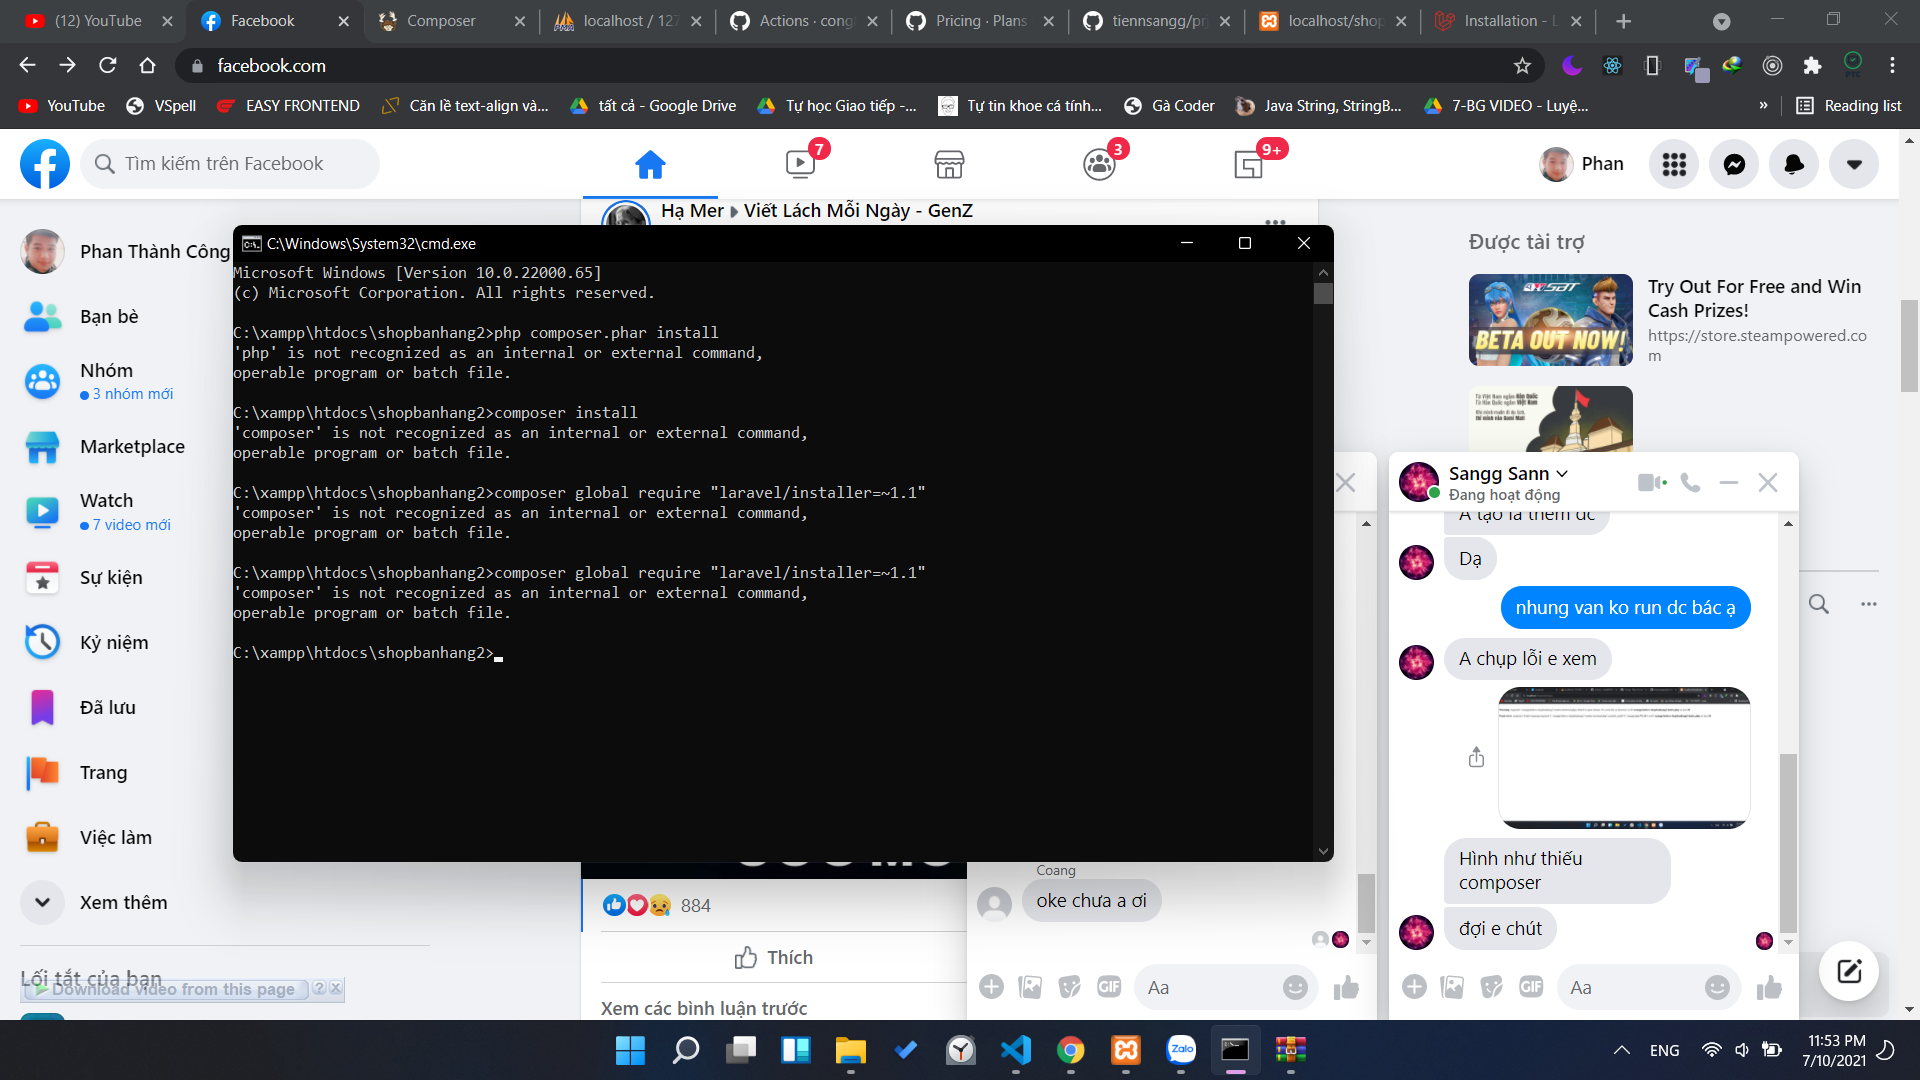 (12) YouTube
Facebook
Composer
localhost / 127
Actions · cong
Pricing · Plans
tiennsangg/prj
localhost/shop
Installation - L
facebook.com
YouTube
VSpell
EASY FRONTEND
Căn lề text-align và...
tất cả - Google Drive
Tự học Giao tiếp -...
Tự tin khoe cá tính...
Gà Coder
Java String, StringB...
7-BG VIDEO - Luyệ...
»
Reading list
Tìm kiếm trên Facebook
7
3
9+
Phan
Hạ Mer ▸ Viết Lách Mỗi Ngày - GenZ
Phan Thành Công
Bạn bè
Nhóm
3 nhóm mới
Marketplace
Watch
7 video mới
Sự kiện
Kỷ niệm
Đã lưu
Trang
Việc làm
Xem thêm
Lối tắt của bạn
Download video from this page
C:\Windows\System32\cmd.exe
Microsoft Windows [Version 10.0.22000.65]
(c) Microsoft Corporation. All rights reserved.
C:\xampp\htdocs\shopbanhang2>php composer.phar install
'php' is not recognized as an internal or external command,
operable program or batch file.
C:\xampp\htdocs\shopbanhang2>composer install
'composer' is not recognized as an internal or external command,
operable program or batch file.
C:\xampp\htdocs\shopbanhang2>composer global require "laravel/installer=~1.1"
'composer' is not recognized as an internal or external command,
operable program or batch file.
C:\xampp\htdocs\shopbanhang2>composer global require "laravel/installer=~1.1"
'composer' is not recognized as an internal or external command,
operable program or batch file.
C:\xampp\htdocs\shopbanhang2>
884
Thích
Xem các bình luận trước
Được tài trợ
BETA OUT NOW!
Try Out For Free and Win
Cash Prizes!
https://store.steampowered.co
m
Coang
oke chưa a ơi
GIF
Aa
Sangg Sann
Đang hoạt động
A tạo là thêm dc
Dạ
nhung van ko run dc bác ạ
A chụp lỗi e xem
Hình như thiếu
composer
đợi e chút
GIF
Aa
Zalo
ENG
11:53 PM
7/10/2021